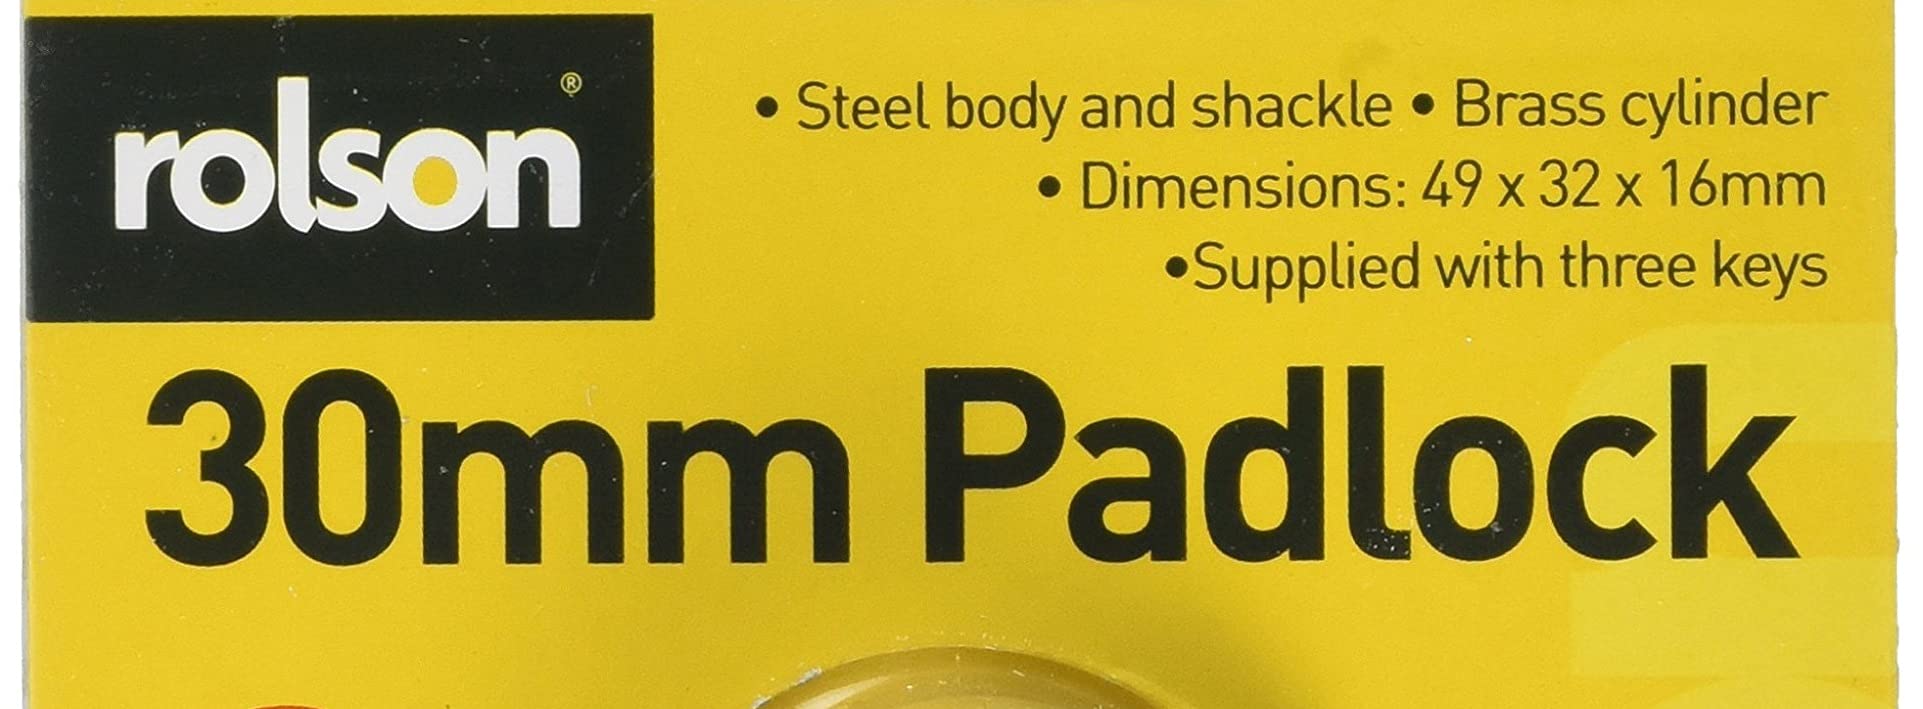 rolson®
• Steel body and shackle • Brass cylinder
• Dimensions: 49 x 32 x 16mm
•Supplied with three keys
30mm Padlock